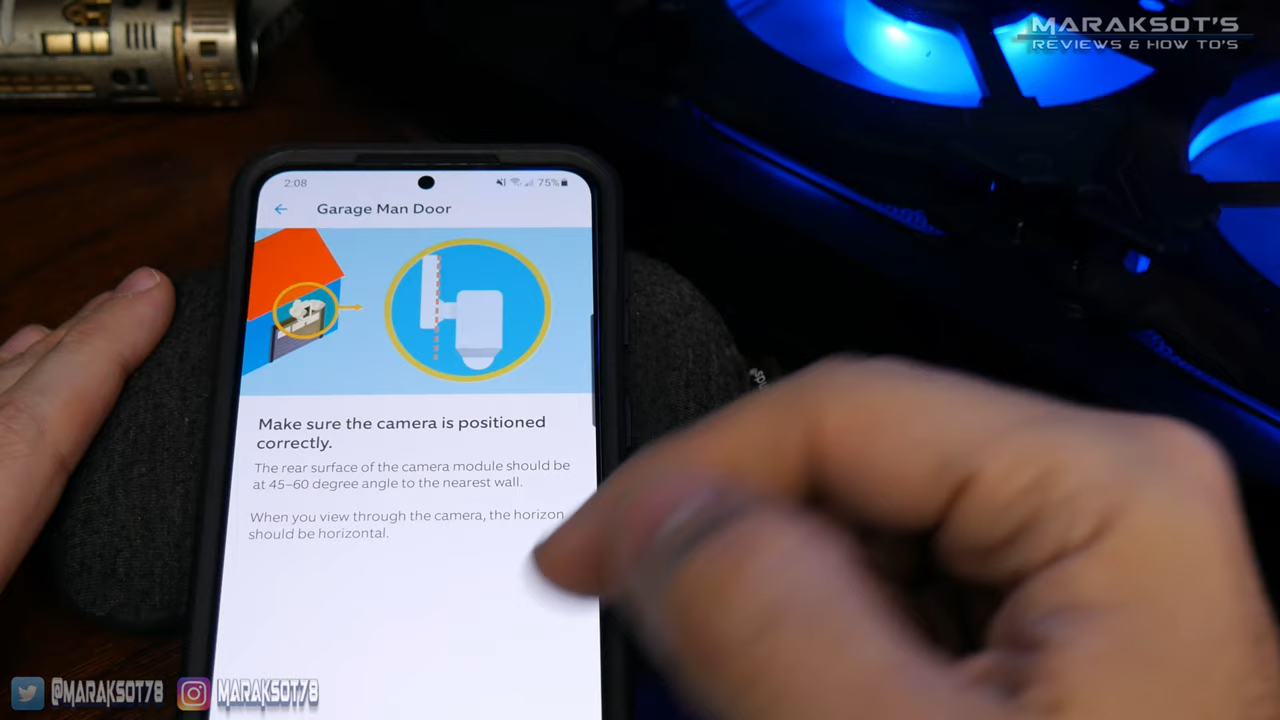 MARAKSOT'S
REVIEWS & HOW TO'S
2:08
75%
Garage Man Door
Make sure the camera is positioned
correctly.
The rear surface of the camera module should be
at 45-60 degree angle to the nearest wall.
When you view through the camera, the horizon
should be horizontal.
@MARAKSOT78
MARAKSOT78